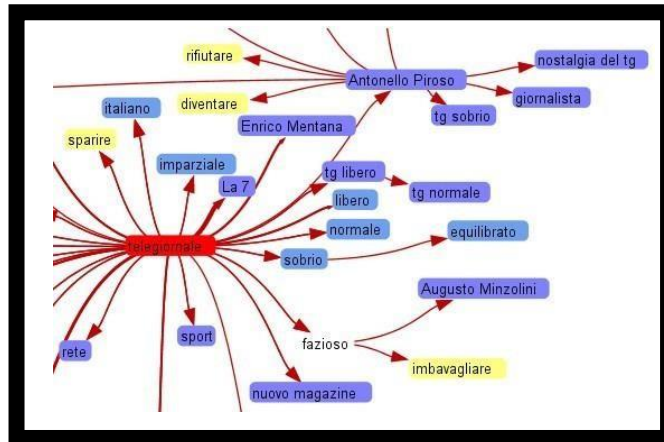 rifiutare
nostalgia del tg
Antonello Piroso
italiano
diventare
giornalista
tg sobrio
Enrico Mentana
sparire
imparziale
tg libero
La 7
tg normale
libero
normale
equilibrato
telegiornale
sobrio
Augusto Minzolini
sport
fazioso
rete
imbavagliare
nuovo magazine